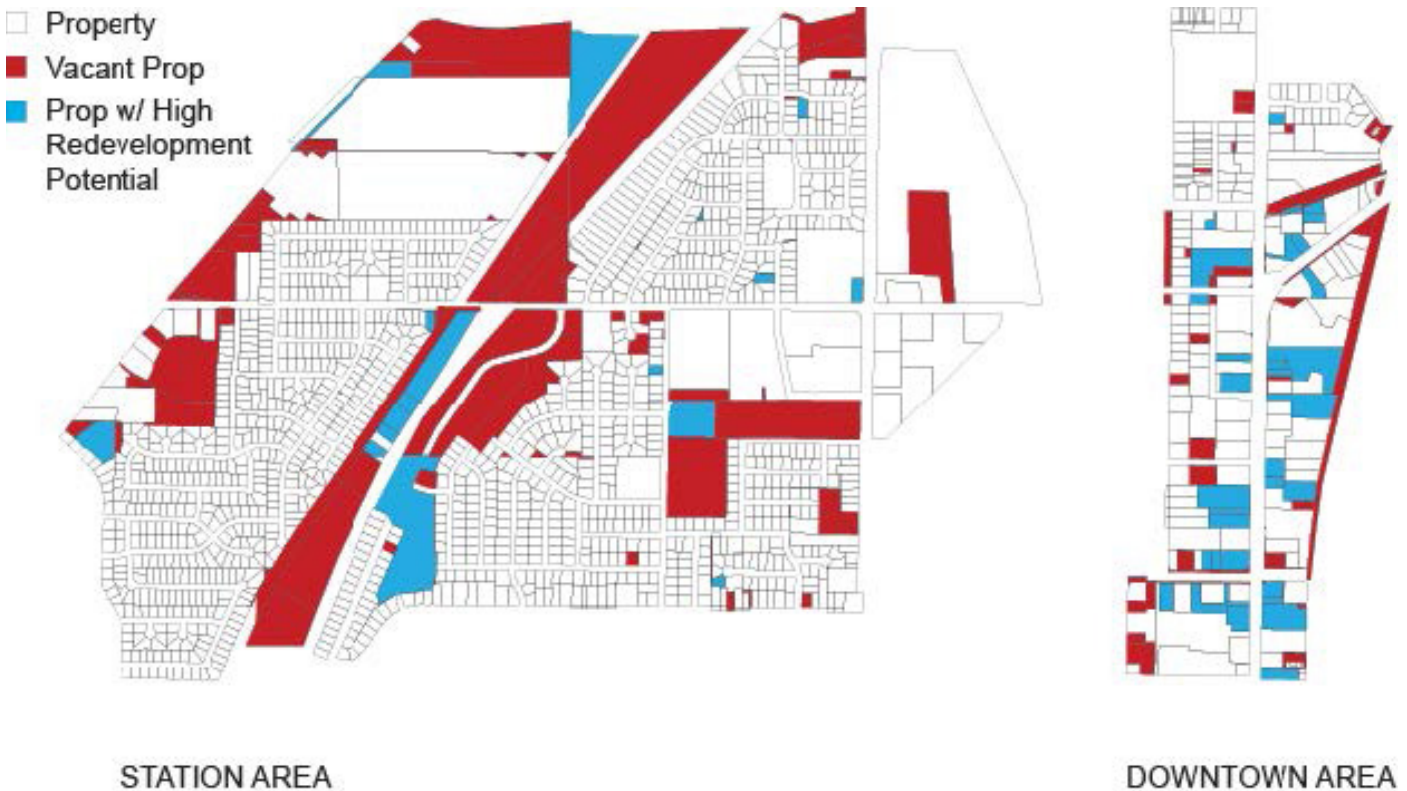 Property
Vacant Prop
Prop w/ High
Redevelopment
Potential
STATION AREA
DOWNTOWN AREA